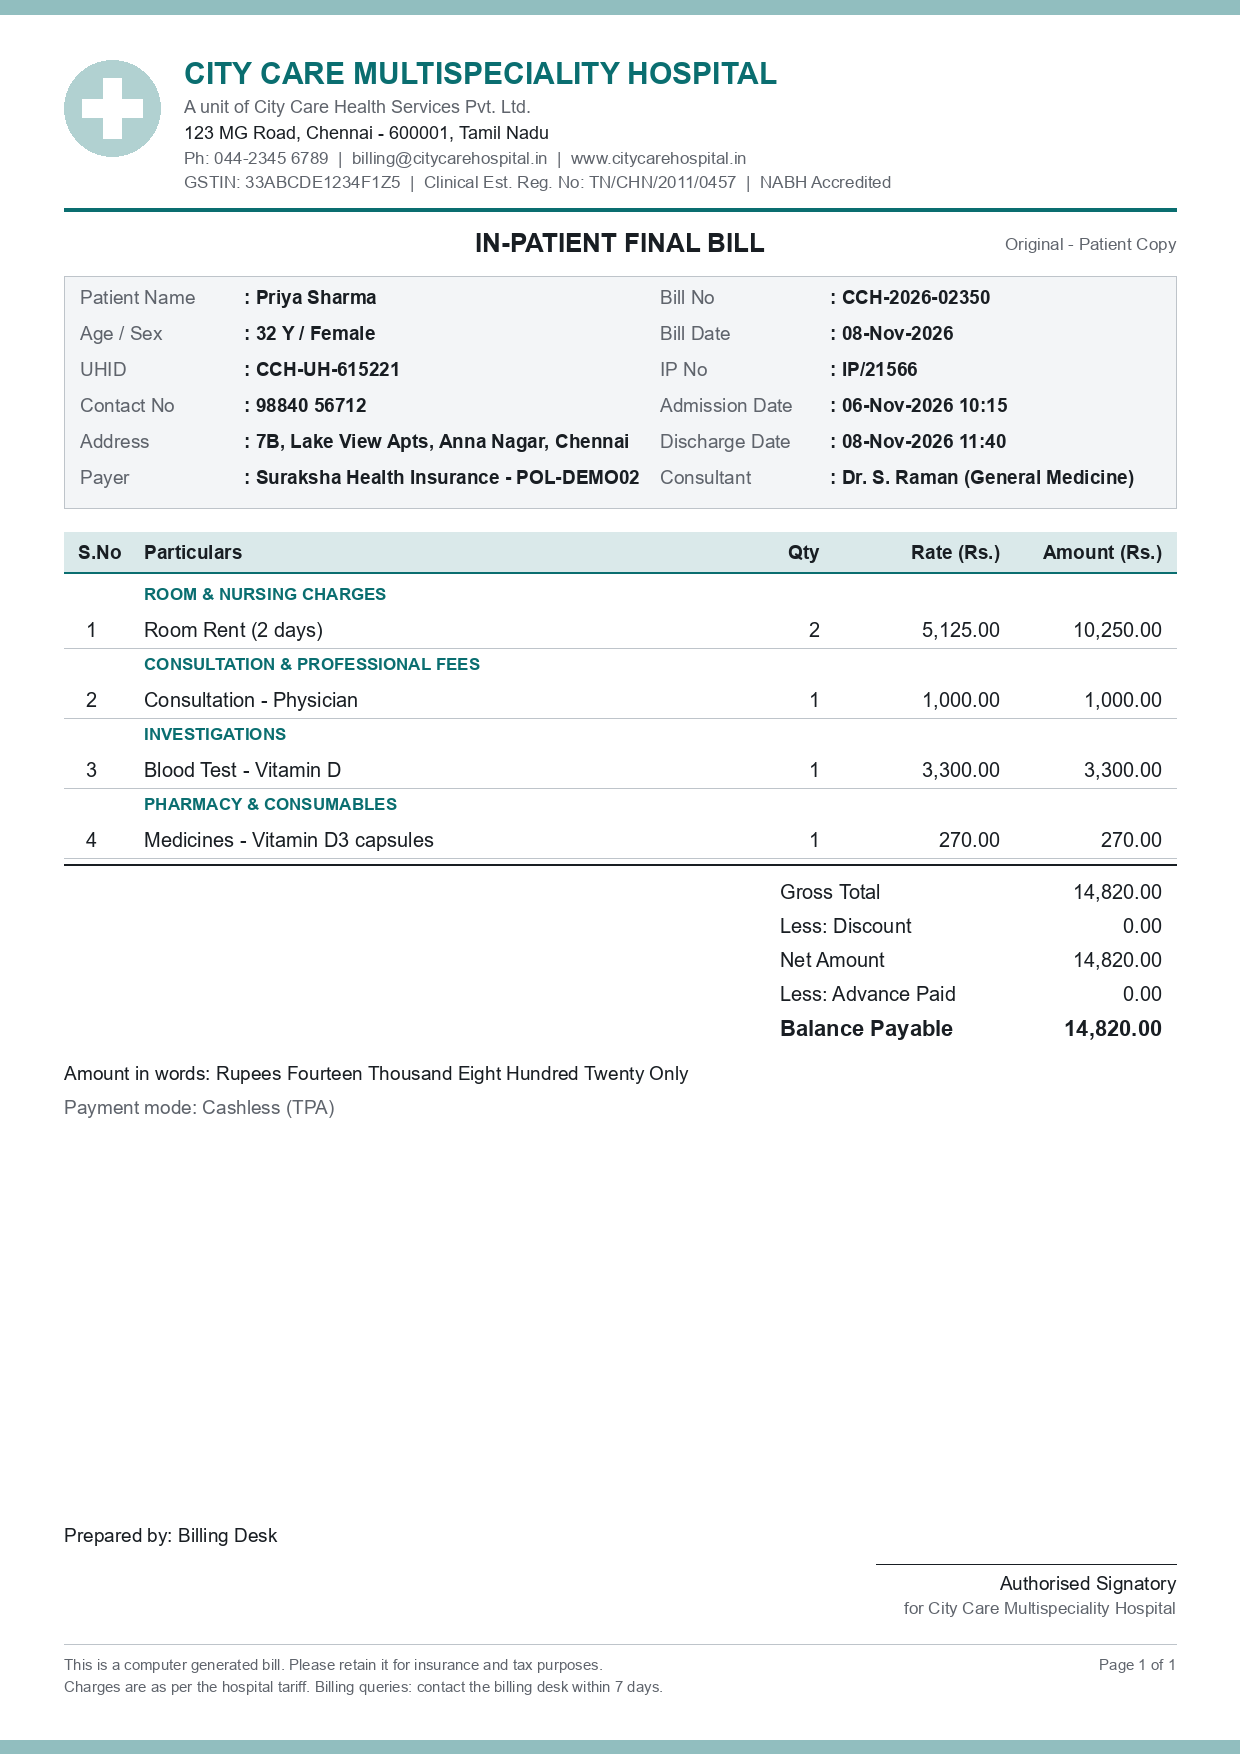 CITY CARE MULTISPECIALITY HOSPITAL
A unit of City Care Health Services Pvt. Ltd.
123 MG Road, Chennai - 600001, Tamil Nadu
Ph: 044-2345 6789 | billing@citycarehospital.in | www.citycarehospital.in
GSTIN: 33ABCDE1234F1Z5 | Clinical Est. Reg. No: TN/CHN/2011/0457 | NABH Accredited
IN-PATIENT FINAL BILL Original - Patient Copy
Patient Name : Priya Sharma Bill No : CCH-2026-02350
Age / Sex : 32 Y / Female Bill Date : 08-Nov-2026
UHID : CCH-UH-615221 IP No : IP/21566
Contact No : 98840 56712 Admission Date : 06-Nov-2026 10:15
Address : 7B, Lake View Apts, Anna Nagar, Chennai Discharge Date : 08-Nov-2026 11:40
Payer : Suraksha Health Insurance - POL-DEMO02 Consultant : Dr. S. Raman (General Medicine)
S.No Particulars Qty Rate (Rs.) Amount (Rs.)
ROOM & NURSING CHARGES
1 Room Rent (2 days) 2 5,125.00 10,250.00
CONSULTATION & PROFESSIONAL FEES
2 Consultation - Physician 1 1,000.00 1,000.00
INVESTIGATIONS
3 Blood Test - Vitamin D 1 3,300.00 3,300.00
PHARMACY & CONSUMABLES
4 Medicines - Vitamin D3 capsules 1 270.00 270.00
Gross Total 14,820.00
Less: Discount 0.00
Net Amount 14,820.00
Less: Advance Paid 0.00
Balance Payable 14,820.00
Amount in words: Rupees Fourteen Thousand Eight Hundred Twenty Only
Payment mode: Cashless (TPA)
Prepared by: Billing Desk
Authorised Signatory
for City Care Multispeciality Hospital
This is a computer generated bill. Please retain it for insurance and tax purposes. Page 1 of 1
Charges are as per the hospital tariff. Billing queries: contact the billing desk within 7 days.